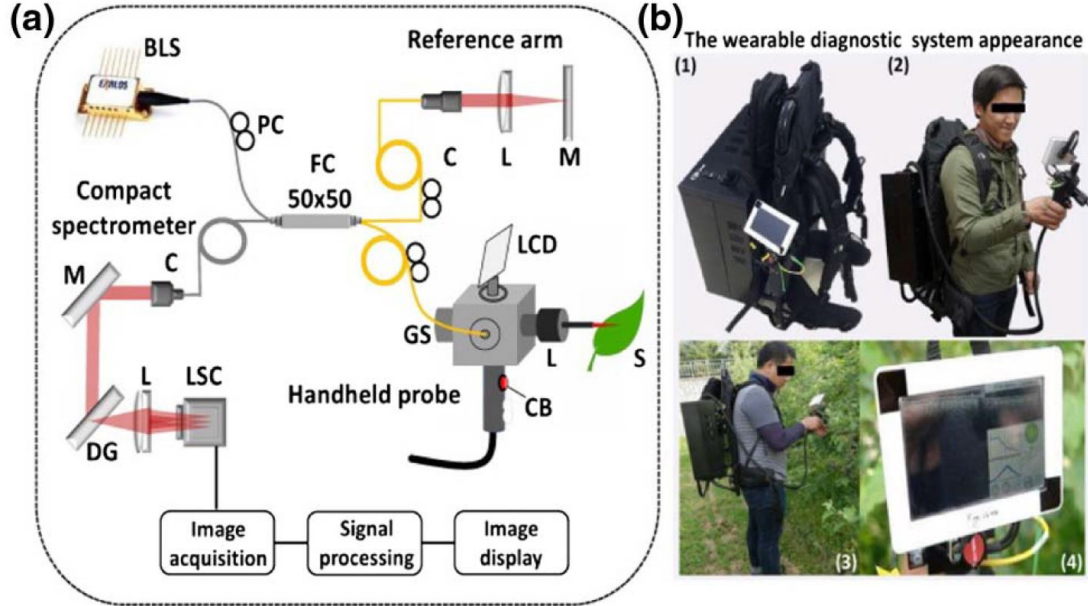 (a)
BLS
EXALOS
PC
FC
50x50
Reference arm
C
L
M
Compact
spectrometer
M
C
L
LSC
DG
LCD
GS
L
S
Handheld probe
CB
Image
acquisition
Signal
processing
Image
display
(b)
The wearable diagnostic system appearance
(1)
(2)
(3)
(4)